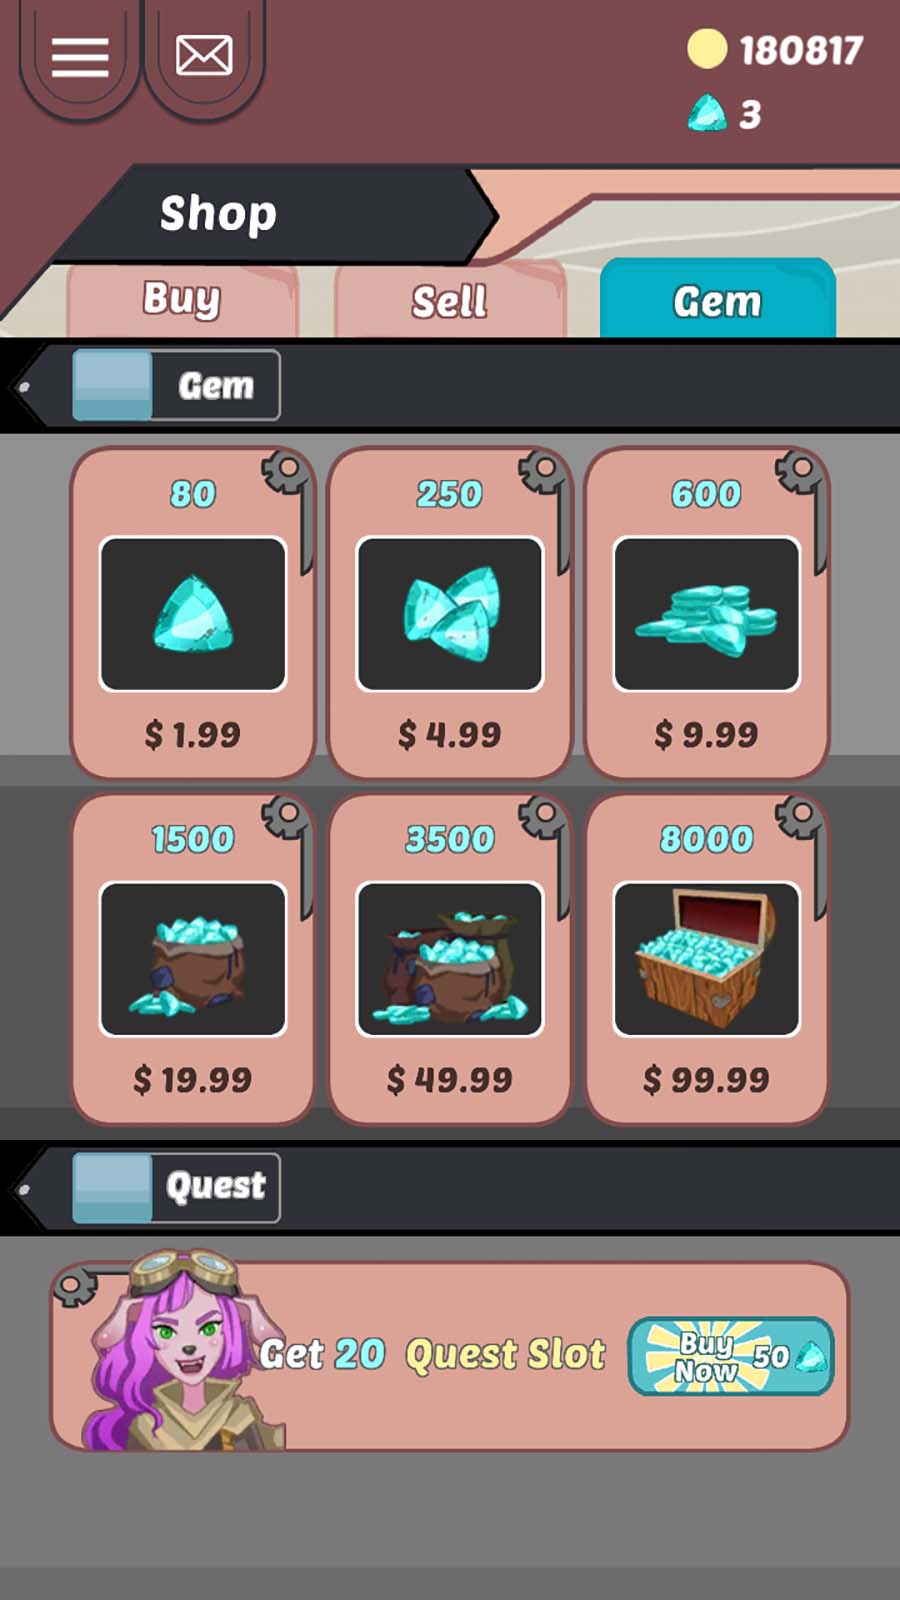 180817
3
Shop
Buy
Sell
Gem
Gem
80
250
600
$ 1.99
$ 4.99
$ 9.99
1500
3500
8000
$ 19.99
$ 49.99
$ 99.99
Quest
Get 20 Quest Slot
Buy
Now
50